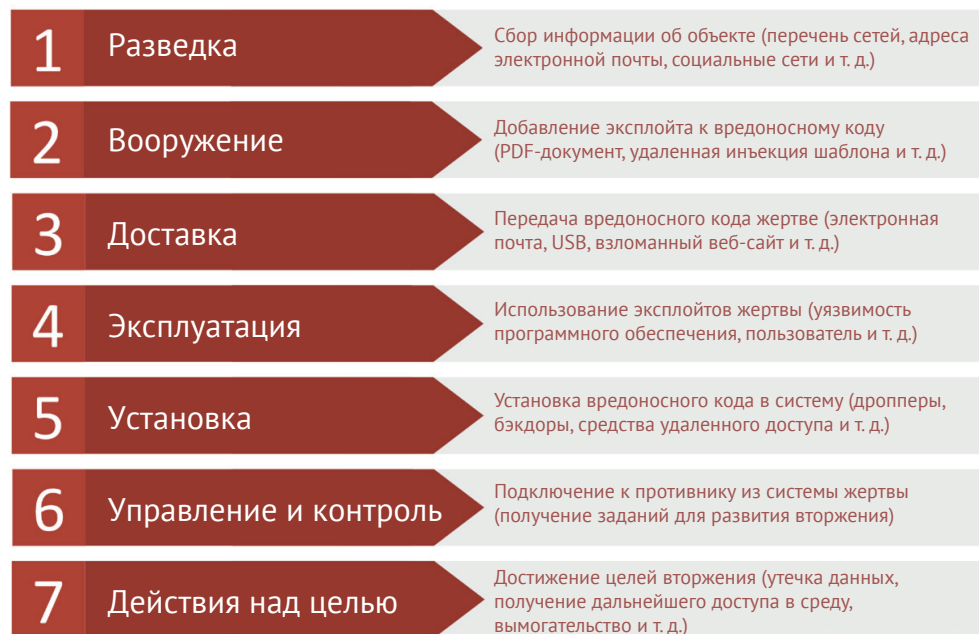 1
Разведка
Сбор информации об объекте (перечень сетей, адреса
электронной почты, социальные сети и т. д.)
2
Вооружение
Добавление эксплойта к вредоносному коду
(PDF-документ, удаленная инъекция шаблона и т. д.)
3
Доставка
Передача вредоносного кода жертве (электронная
почта, USB, взломанный веб-сайт и т. д.)
4
Эксплуатация
Использование эксплойтов жертвы (уязвимость
программного обеспечения, пользователь и т. д.)
5
Установка
Установка вредоносного кода в систему (дропперы,
бэкдоры, средства удаленного доступа и т. д.)
6
Управление и контроль
Подключение к противнику из системы жертвы
(получение заданий для развития вторжения)
7
Действия над целью
Достижение целей вторжения (утечка данных,
получение дальнейшего доступа в среду,
вымогательство и т. д.)